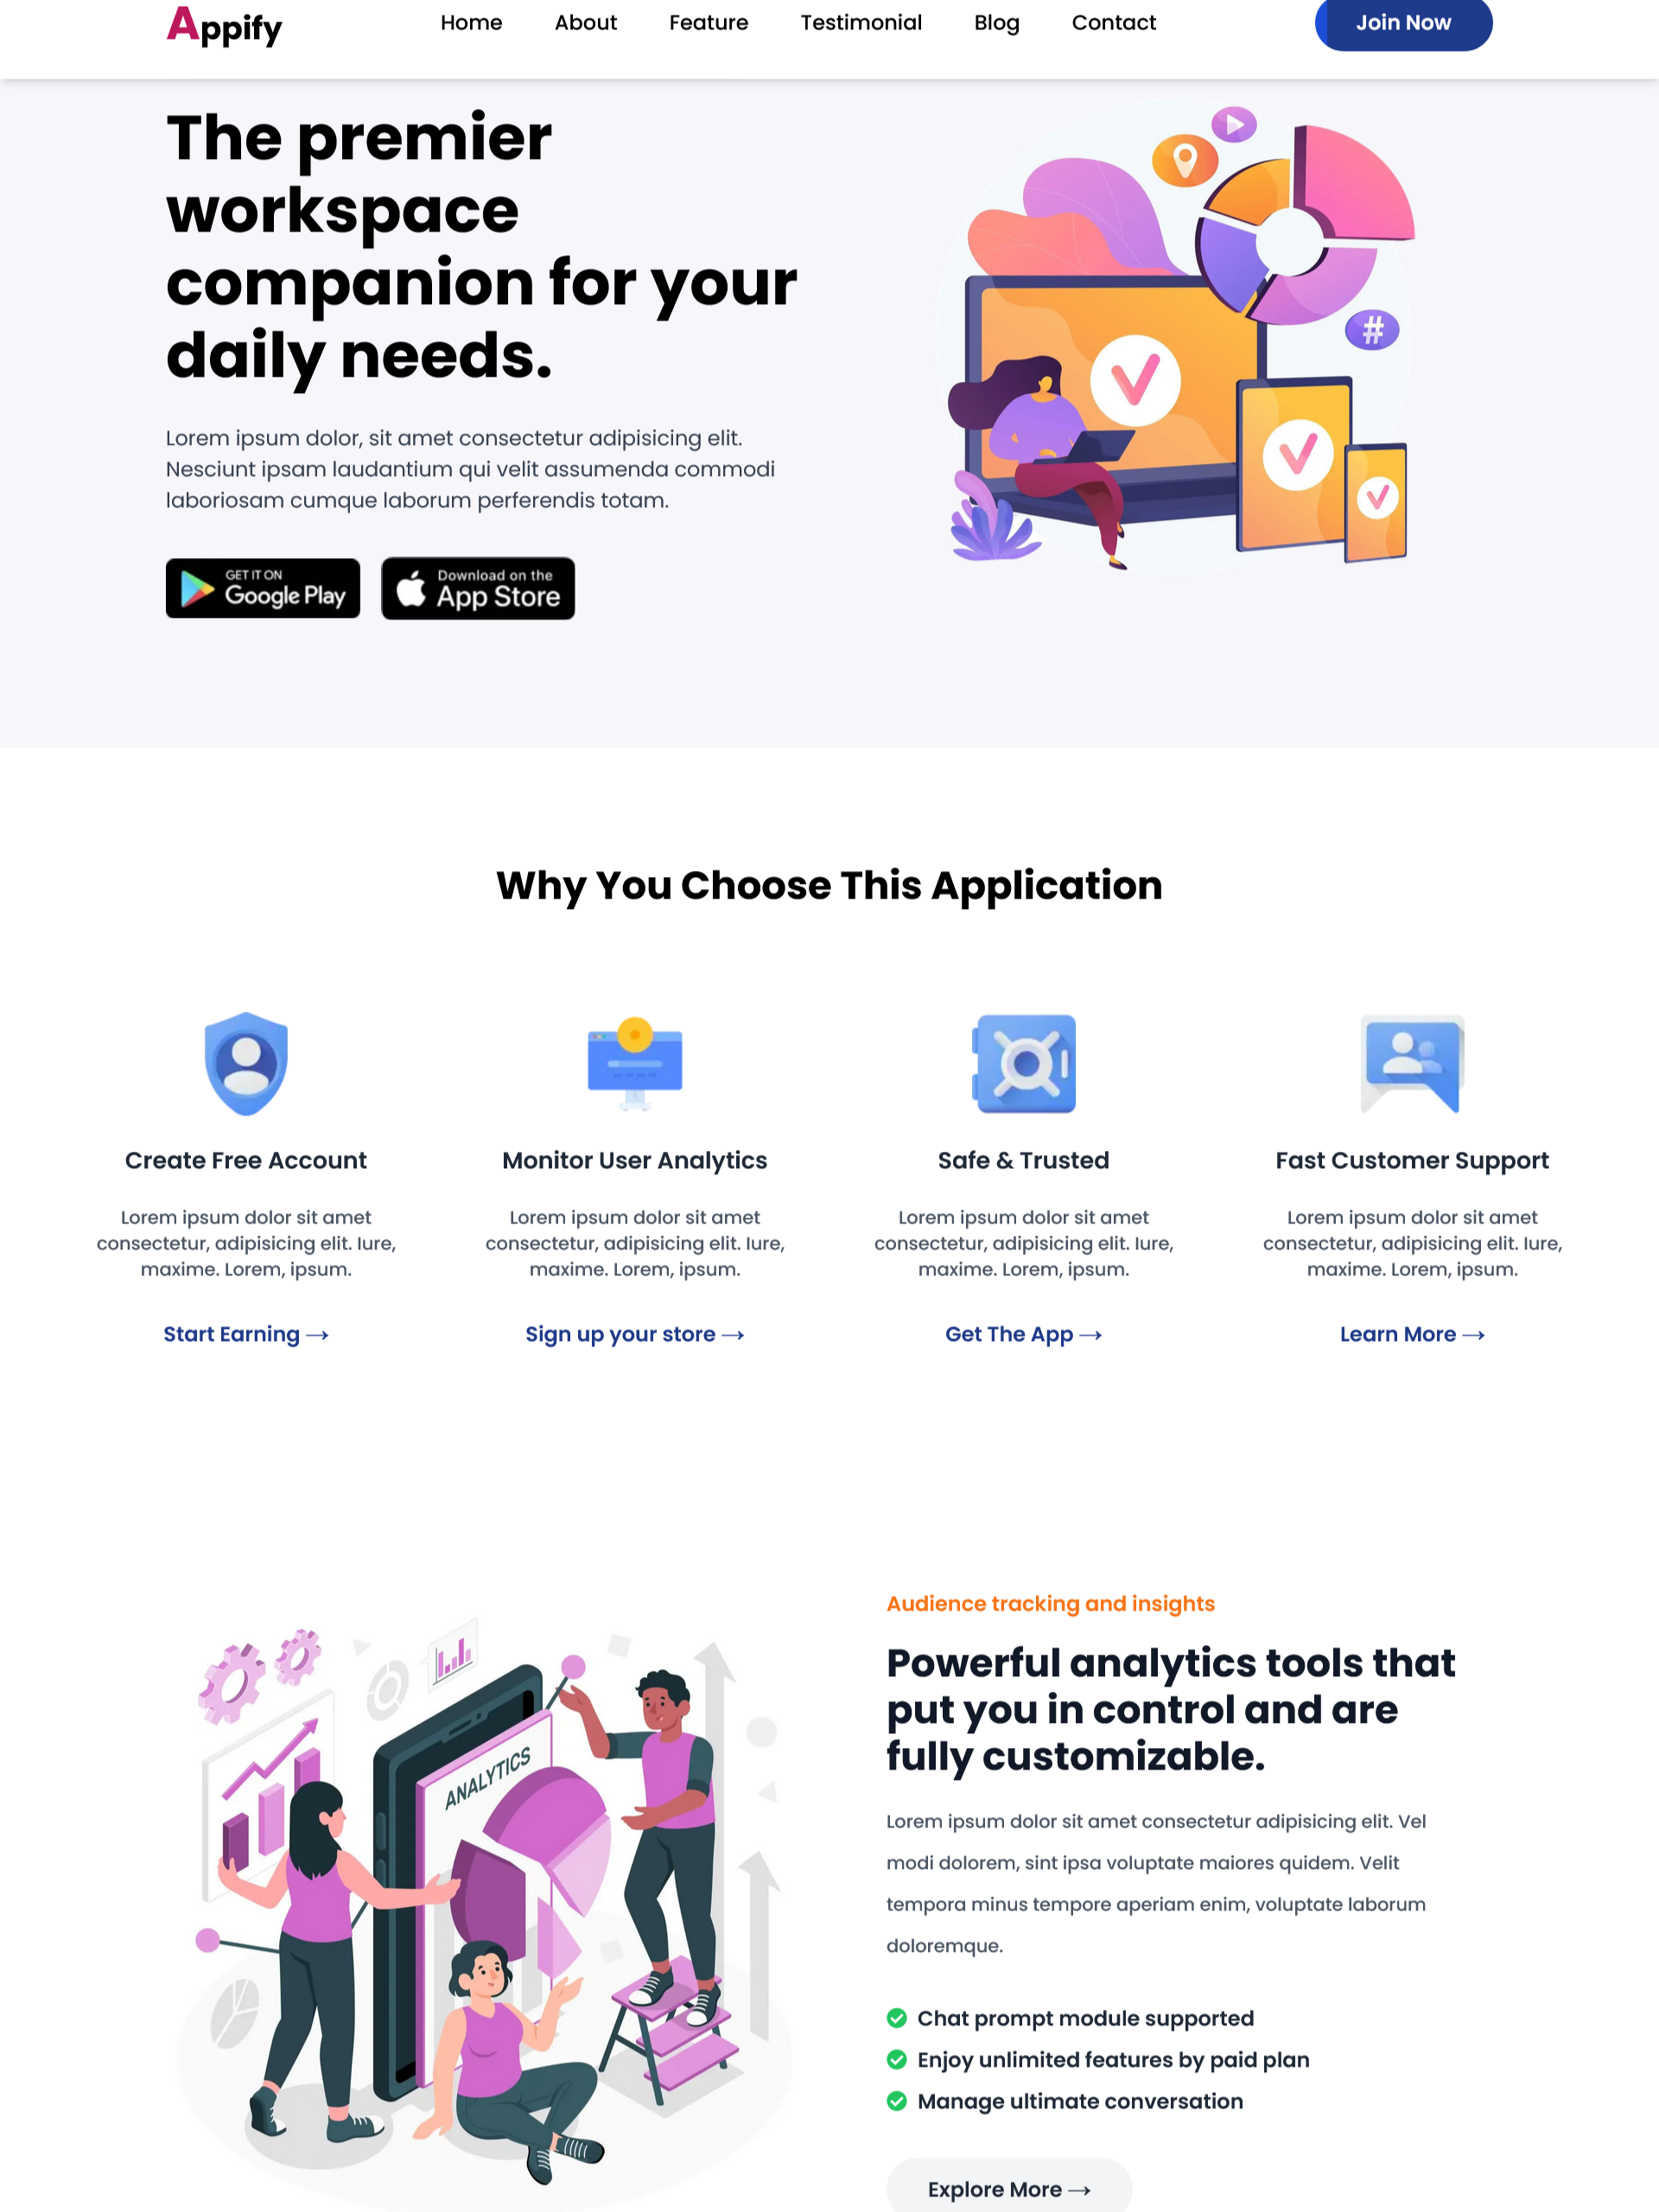 Appify
Home About Feature Testimonial Blog Contact
Join Now
The premier
workspace
companion for your
daily needs.
Lorem ipsum dolor, sit amet consectetur adipisicing elit.
Nesciunt ipsam laudantium qui velit assumenda commodi
laboriosam cumque laborum perferendis totam.
GET IT ON
Google Play
Download on the
App Store
#
Why You Choose This Application
Create Free Account
Lorem ipsum dolor sit amet
consectetur, adipisicing elit. Iure,
maxime. Lorem, ipsum.
Start Earning →
Monitor User Analytics
Lorem ipsum dolor sit amet
consectetur, adipisicing elit. Iure,
maxime. Lorem, ipsum.
Sign up your store →
Safe & Trusted
Lorem ipsum dolor sit amet
consectetur, adipisicing elit. Iure,
maxime. Lorem, ipsum.
Get The App →
Fast Customer Support
Lorem ipsum dolor sit amet
consectetur, adipisicing elit. Iure,
maxime. Lorem, ipsum.
Learn More →
ANALYTICS
Audience tracking and insights
Powerful analytics tools that
put you in control and are
fully customizable.
Lorem ipsum dolor sit amet consectetur adipisicing elit. Vel
modi dolorem, sint ipsa voluptate maiores quidem. Velit
tempora minus tempore aperiam enim, voluptate laborum
doloremque.
Chat prompt module supported
Enjoy unlimited features by paid plan
Manage ultimate conversation
Explore More →